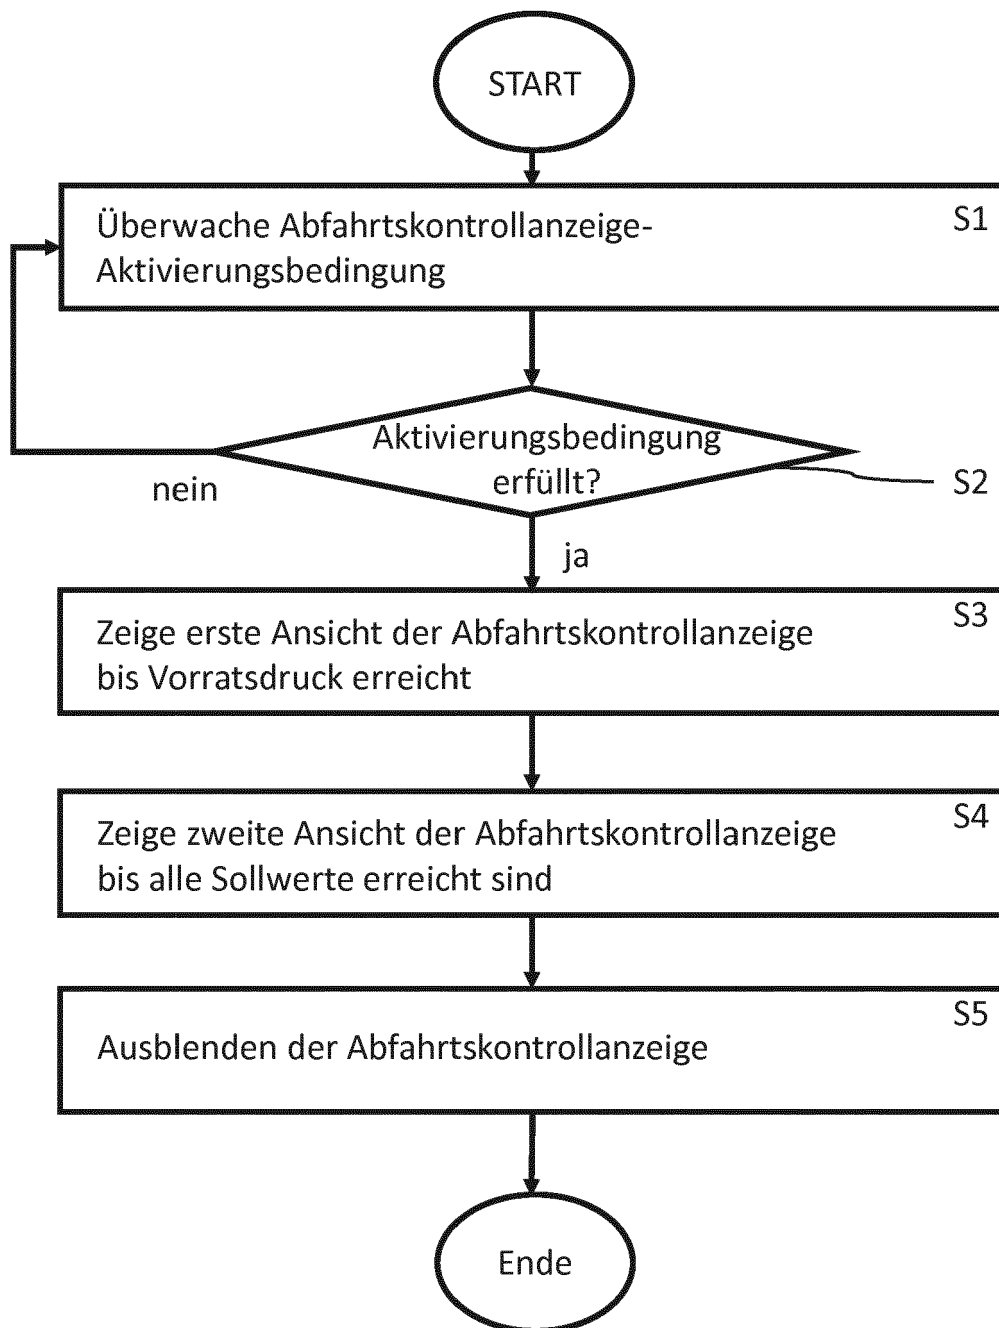 START
S1
Überwache Abfahrtskontrollanzeige-
Aktivierungsbedingung
Aktivierungsbedingung
erfüllt?
S2
nein
ja
S3
Zeige erste Ansicht der Abfahrtskontrollanzeige
bis Vorratsdruck erreicht
S4
Zeige zweite Ansicht der Abfahrtskontrollanzeige
bis alle Sollwerte erreicht sind
S5
Ausblenden der Abfahrtskontrollanzeige
Ende